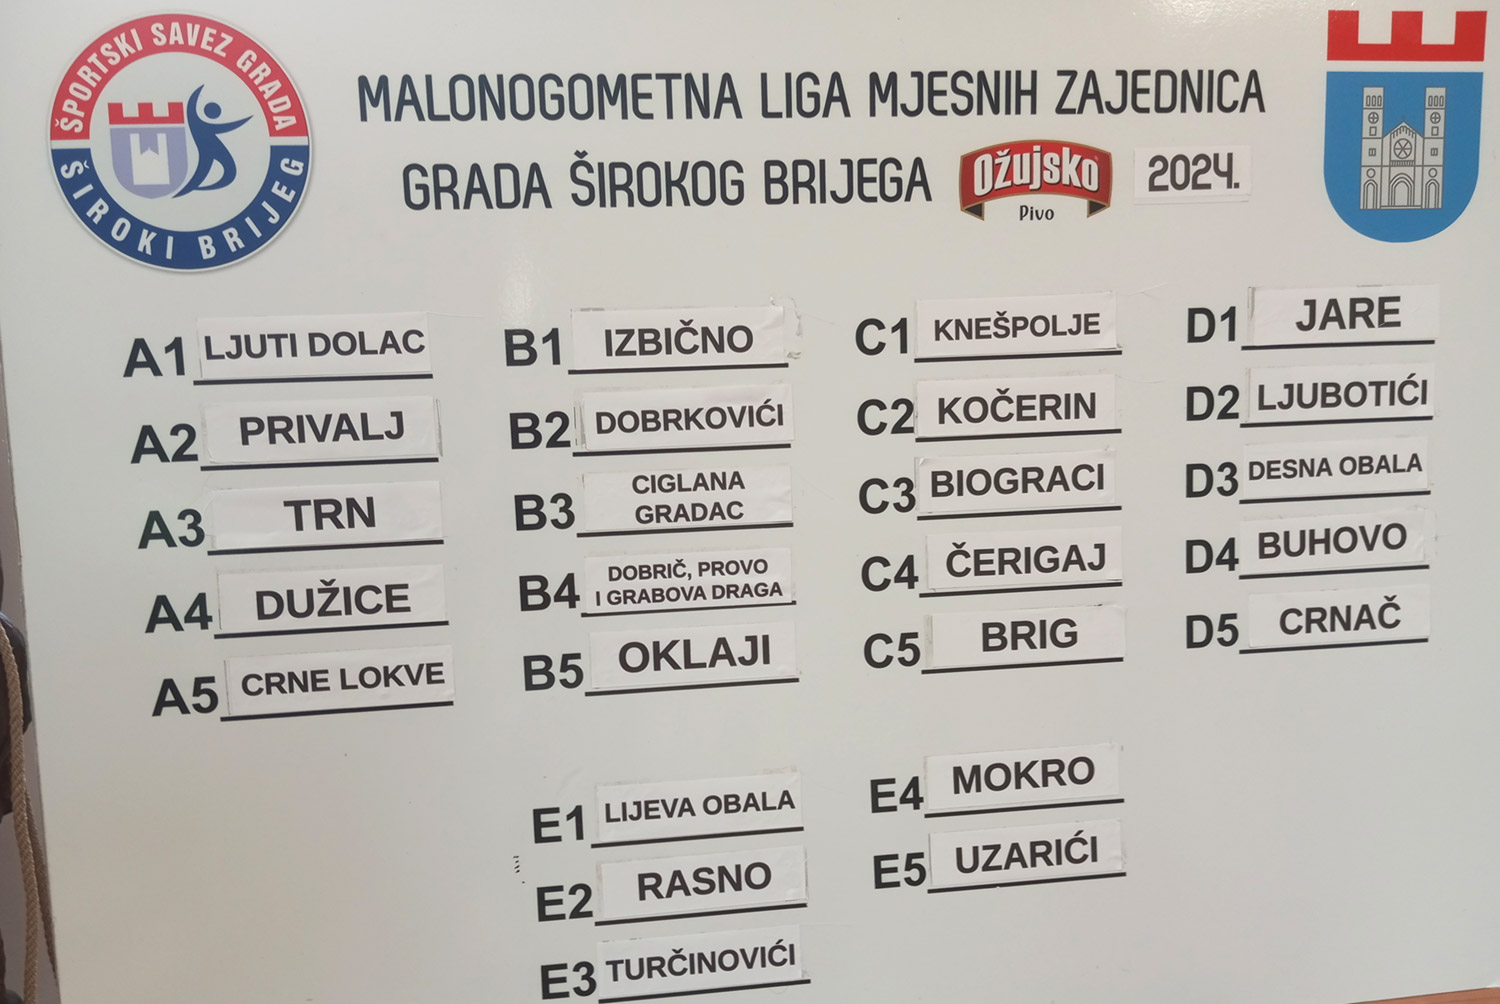 ŠPORTSKI SAVEZ GRADA
ŠIROKI BRIJEG
MALONOGOMETNA LIGA MJESNIH ZAJEDNICA
GRADA ŠIROKOG BRIJEGA Ožujsko Pivo 2024.
A1 LJUTI DOLAC
A2 PRIVALJ
A3 TRN
A4 DUŽICE
A5 CRNE LOKVE
B1 IZBIČNO
B2 DOBRKOVIĆI
B3 CIGLANA
GRADAC
B4 DOBRIČ, PROVO
I GRABOVA DRAGA
B5 OKLAJI
C1 KNEŠPOLJE
C2 KOČERIN
C3 BIOGRACI
C4 ČERIGAJ
C5 BRIG
D1 JARE
D2 LJUBOTIĆI
D3 DESNA OBALA
D4 BUHOVO
D5 CRNAČ
E1 LIJEVA OBALA
E2 RASNO
E3 TURČINOVIĆI
E4 MOKRO
E5 UZARIĆI